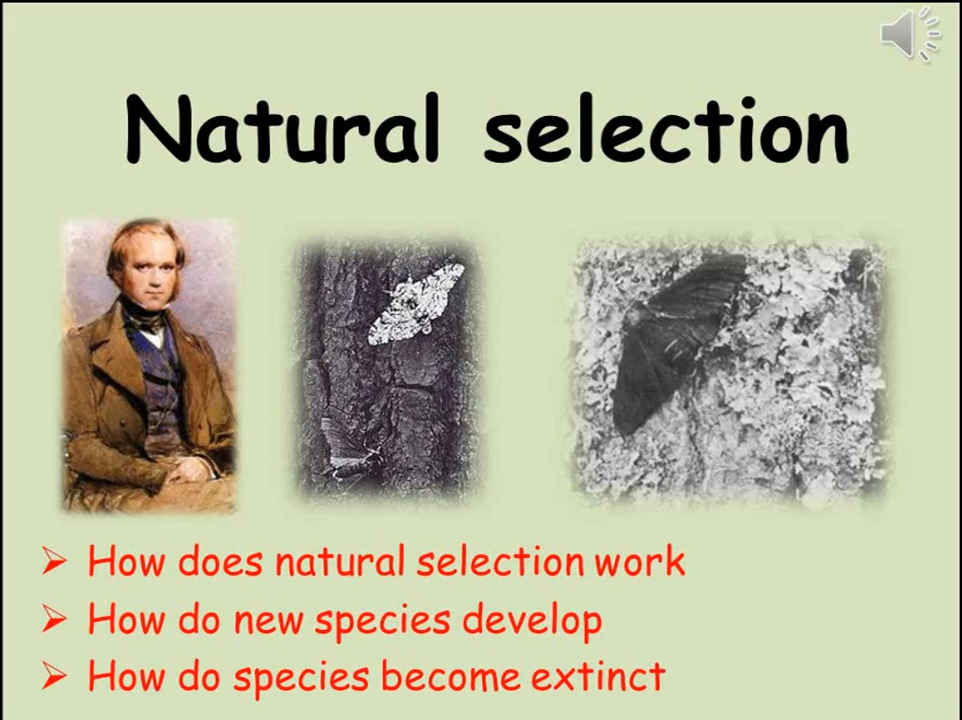 Natural selection
➢ How does natural selection work
➢ How do new species develop
➢ How do species become extinct